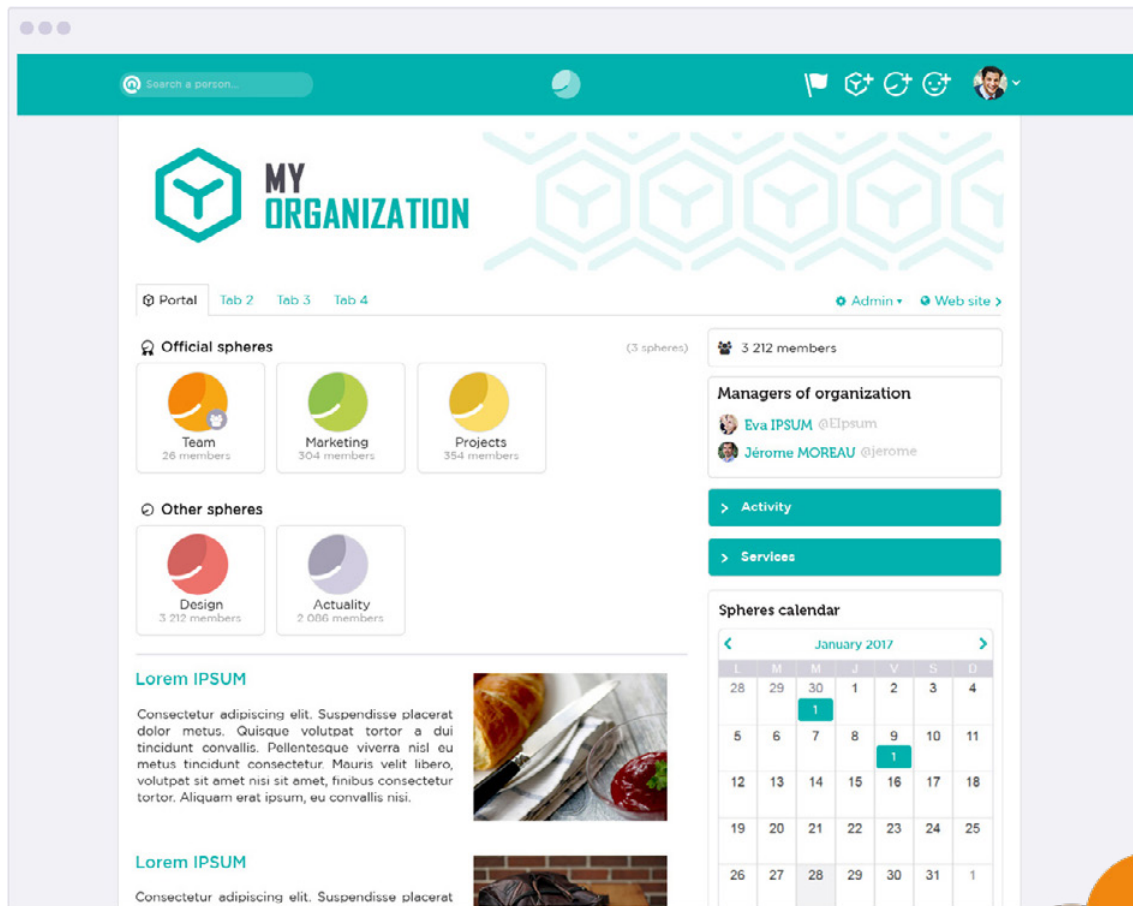 Search a person...
MY
ORGANIZATION
Portal Tab 2 Tab 3 Tab 4
Admin Web site
Official spheres (3 spheres)
Team
26 members
Marketing
304 members
Projects
354 members
Other spheres
Design
3 212 members
Actuality
2 086 members
Lorem IPSUM
Consectetur adipiscing elit. Suspendisse placerat
dolor metus. Quisque volutpat tortor a dui
tincidunt convallis. Pellentesque viverra nisl eu
metus tincidunt consectetur. Mauris velit libero,
volutpat sit amet nisi sit amet, finibus consectetur
tortor. Aliquam erat ipsum, eu convallis nisi.
Lorem IPSUM
Consectetur adipiscing elit. Suspendisse placerat
3 212 members
Managers of organization
Eva IPSUM @EIpsum
Jérome MOREAU @jerome
Activity
Services
Spheres calendar
January 2017
L M M J V S D
28 29 30 1 2 3 4
1
5 6 7 8 9 10 11
1
12 13 14 15 16 17 18
19 20 21 22 23 24 25
26 27 28 29 30 31 1